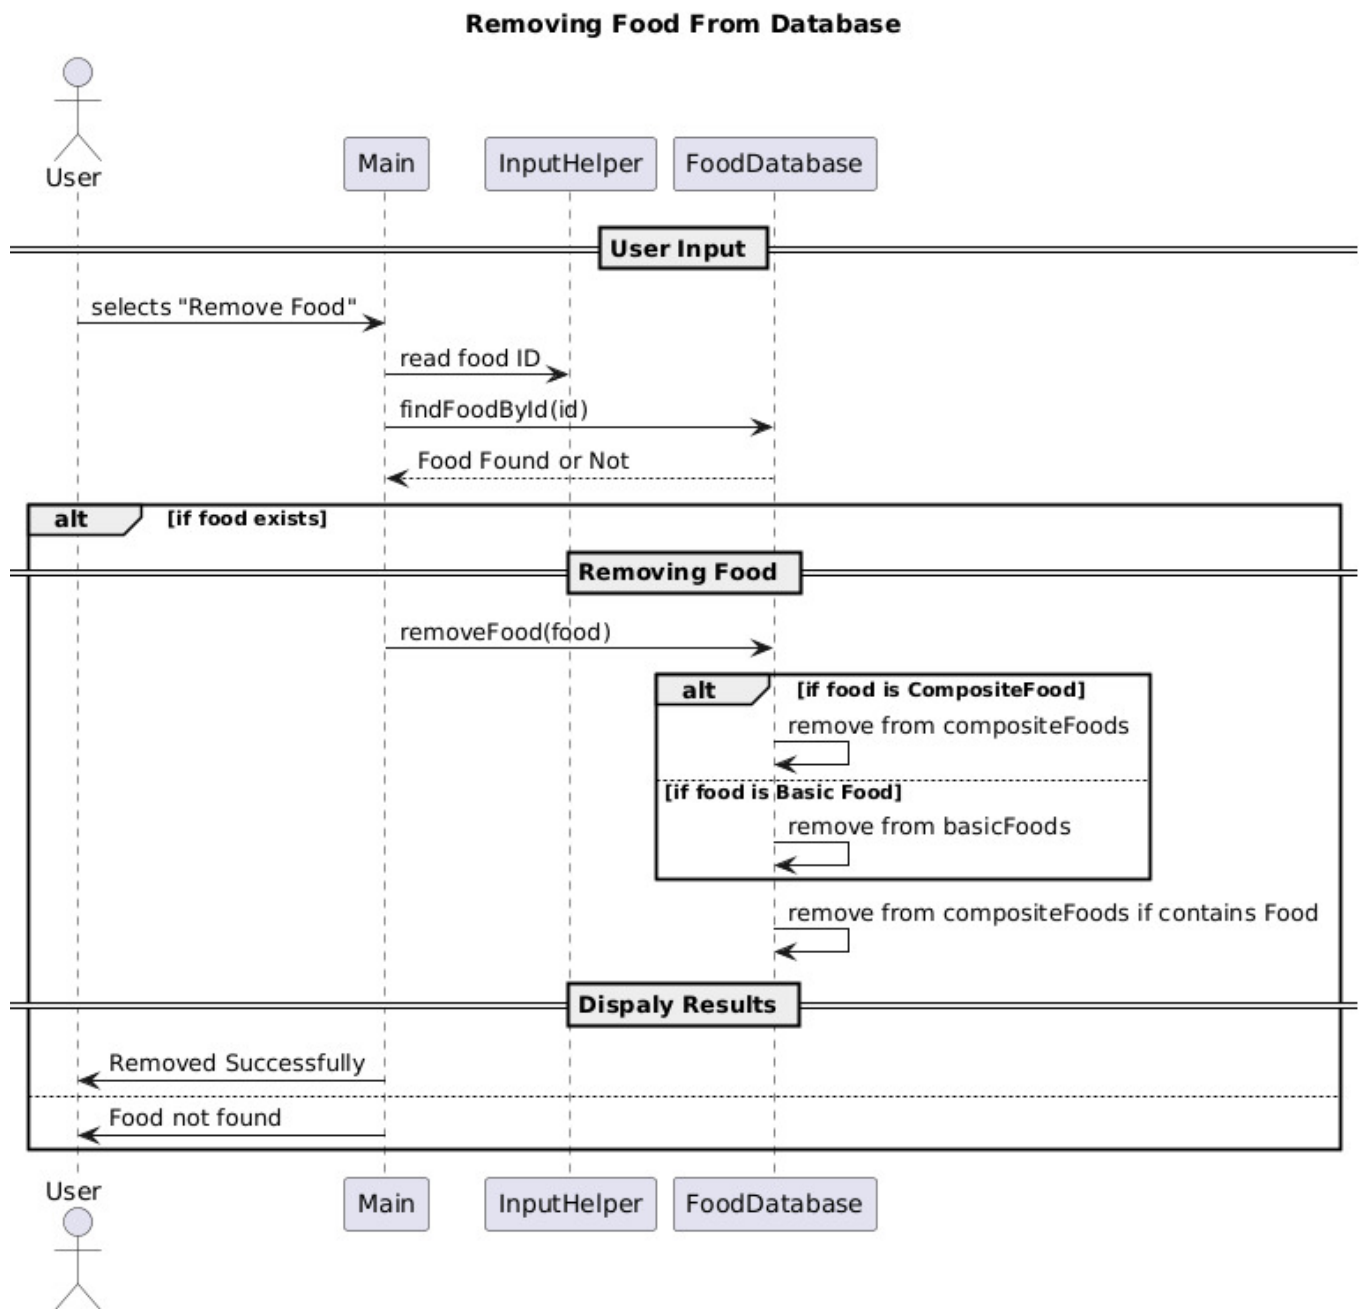 Removing Food From Database
User
Main
InputHelper
FoodDatabase
User Input
selects "Remove Food"
read food ID
findFoodById(id)
Food Found or Not
alt [if food exists]
Removing Food
removeFood(food)
alt [if food is CompositeFood]
remove from compositeFoods
[if food is Basic Food]
remove from basicFoods
remove from compositeFoods if contains Food
Dispaly Results
Removed Successfully
Food not found
User
Main
InputHelper
FoodDatabase